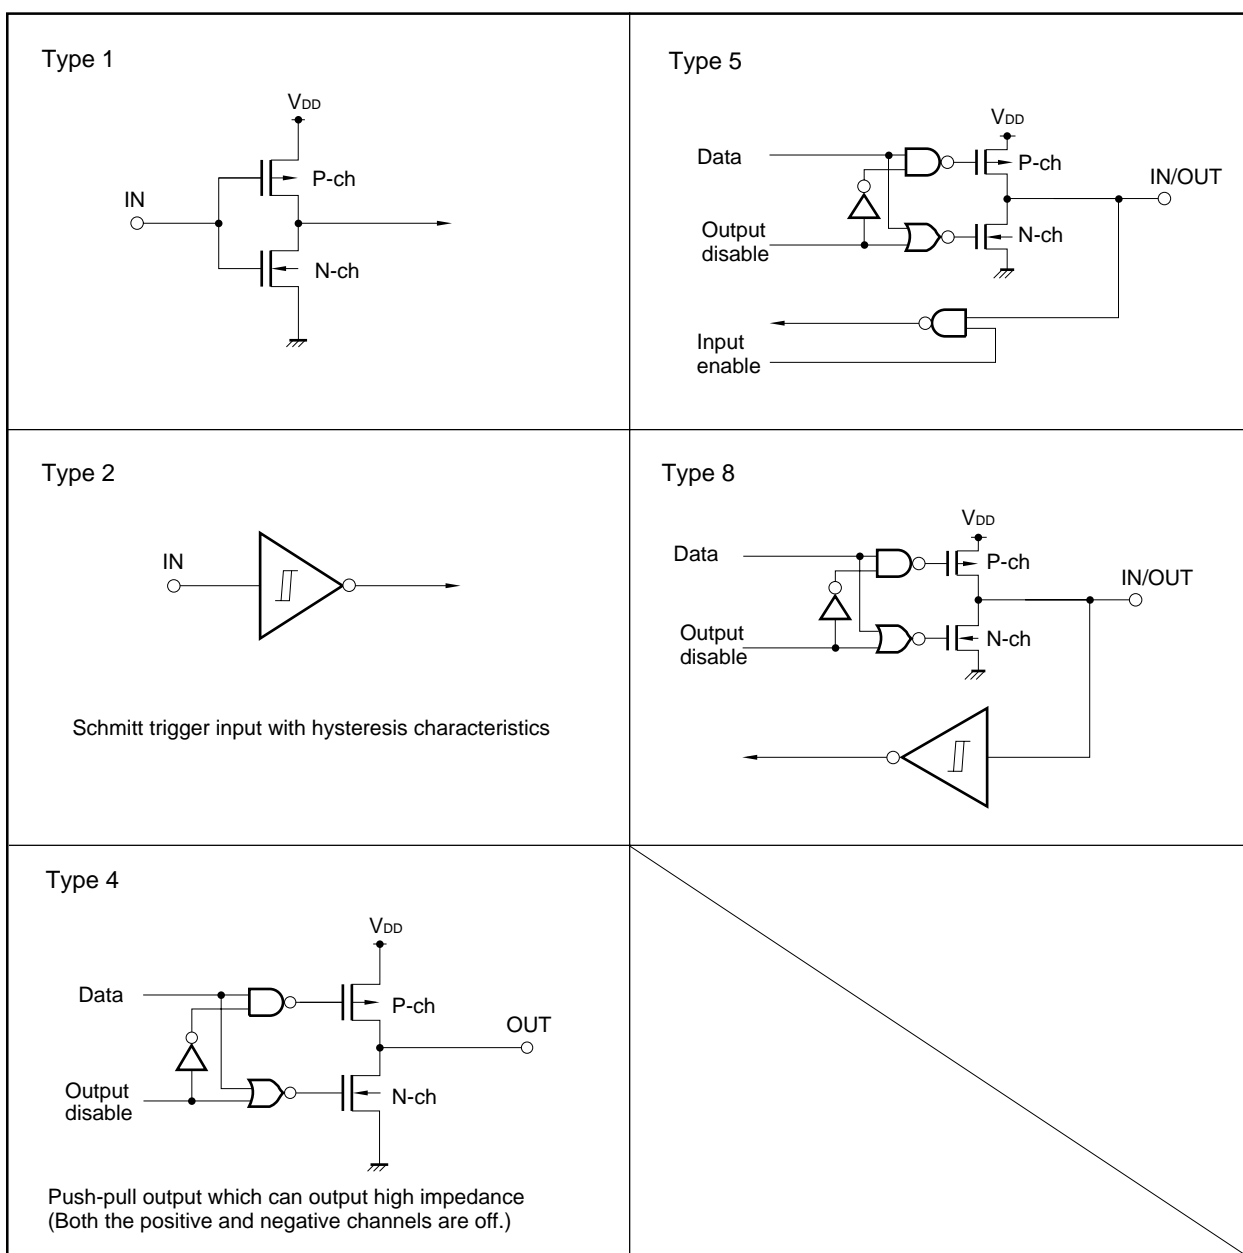 Type 1
VDD
P-ch
IN
N-ch
Type 5
VDD
Data
P-ch
IN/OUT
Output
disable
N-ch
Input
enable
Type 2
IN
Schmitt trigger input with hysteresis characteristics
Type 8
VDD
Data
P-ch
IN/OUT
Output
disable
N-ch
Type 4
VDD
Data
P-ch
OUT
Output
disable
N-ch
Push-pull output which can output high impedance
(Both the positive and negative channels are off.)